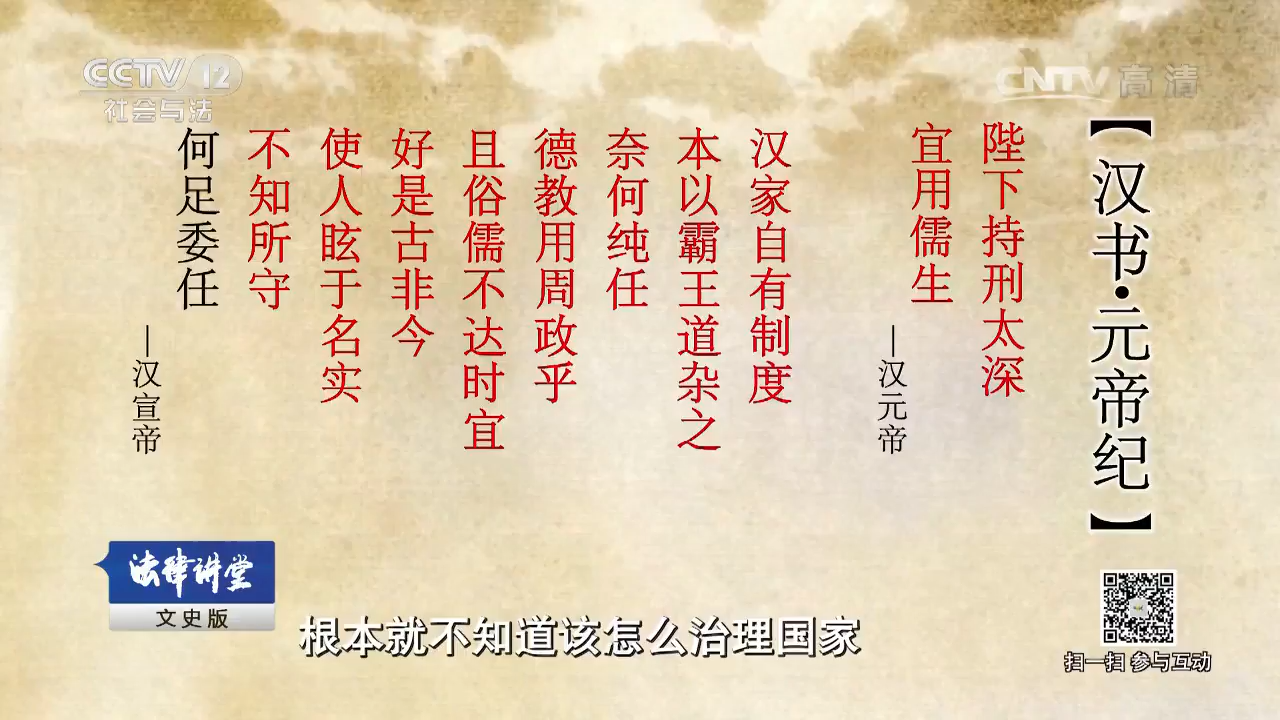 CCTV 12
社会与法
CNTV 高清
【汉书·元帝纪】
陛下持刑太深
宜用儒生
—汉元帝
汉家自有制度
本以霸王道杂之
奈何纯任
德教用周政乎
且俗儒不达时宜
好是古非今
使人眩于名实
不知所守
何足委任
—汉宣帝
法律讲堂
文史版
根本就不知道该怎么治理国家
扫一扫 参与互动